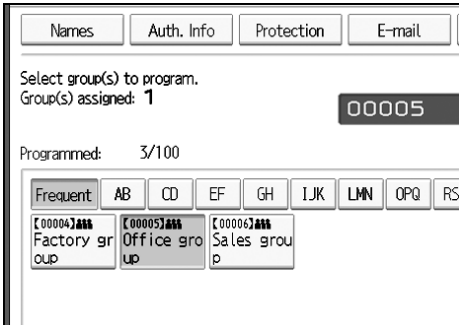 Names Auth. Info Protection E-mail
Select group(s) to program.
Group(s) assigned: 1
00005
Programmed: 3/100
Frequent AB CD EF GH IJK LMN OPQ RS
[00004] [00005] [00006]
Factory gr Office gro Sales grou
oup up p